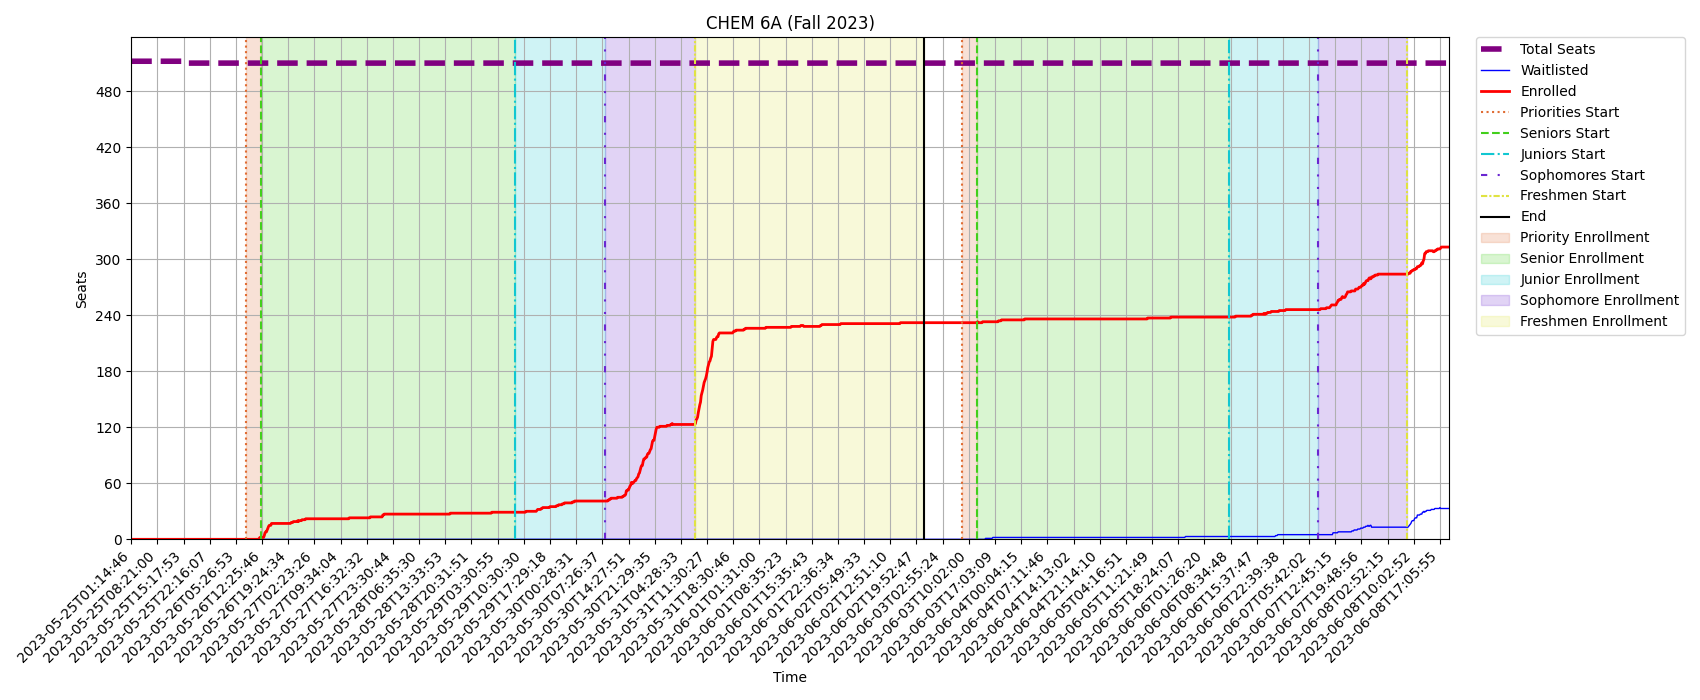 CHEM 6A (Fall 2023)
Seats
480
420
360
300
240
180
120
60
0
2023-05-25T01:14:46
2023-05-25T08:21:00
2023-05-25T15:17:53
2023-05-25T22:16:07
2023-05-26T05:26:53
2023-05-26T12:25:46
2023-05-26T19:24:34
2023-05-27T02:23:26
2023-05-27T09:34:04
2023-05-27T16:32:32
2023-05-27T23:30:44
2023-05-28T06:35:30
2023-05-28T13:33:53
2023-05-28T20:31:51
2023-05-29T03:30:55
2023-05-29T10:30:30
2023-05-29T17:29:18
2023-05-30T00:28:31
2023-05-30T07:26:37
2023-05-30T14:27:51
2023-05-30T21:29:35
2023-05-31T04:28:33
2023-05-31T11:30:27
2023-05-31T18:30:46
2023-06-01T01:31:00
2023-06-01T08:35:23
2023-06-01T15:35:43
2023-06-01T22:36:34
2023-06-02T05:49:33
2023-06-02T12:51:10
2023-06-02T19:52:47
2023-06-03T02:55:24
2023-06-03T10:02:00
2023-06-03T17:03:09
2023-06-04T00:04:15
2023-06-04T07:11:46
2023-06-04T14:13:02
2023-06-04T21:14:10
2023-06-05T04:16:51
2023-06-05T11:21:49
2023-06-05T18:24:07
2023-06-06T01:26:20
2023-06-06T08:34:48
2023-06-06T15:37:47
2023-06-06T22:39:38
2023-06-07T05:42:02
2023-06-07T12:45:15
2023-06-07T19:48:56
2023-06-08T02:52:15
2023-06-08T10:02:52
2023-06-08T17:05:55
Time
Total Seats
Waitlisted
Enrolled
Priorities Start
Seniors Start
Juniors Start
Sophomores Start
Freshmen Start
End
Priority Enrollment
Senior Enrollment
Junior Enrollment
Sophomore Enrollment
Freshmen Enrollment